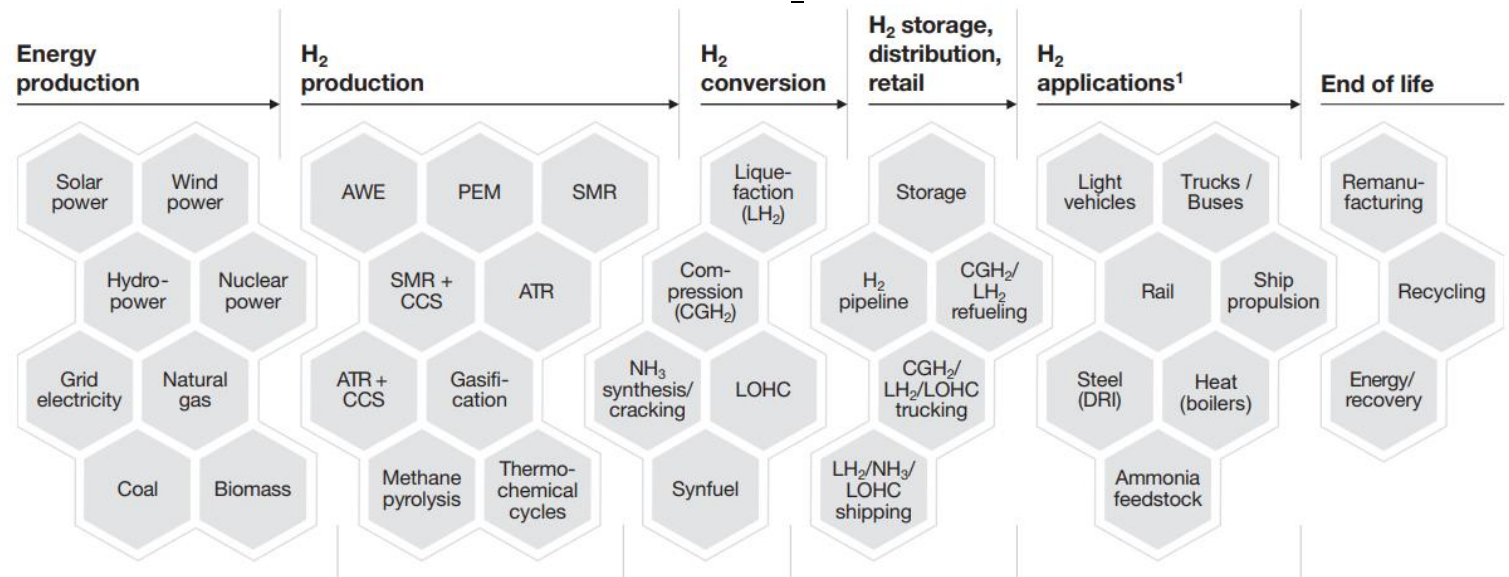 Energy
production
H₂
production
H₂
conversion
H₂ storage,
distribution,
retail
H₂
applications¹
End of life
Solar
power
Wind
power
Hydro-
power
Nuclear
power
Grid
electricity
Natural
gas
Coal
Biomass
AWE
PEM
SMR
SMR +
CCS
ATR
ATR +
CCS
Gasifi-
cation
Methane
pyrolysis
Thermo-
chemical
cycles
Lique-
faction
(LH₂)
Com-
pression
(CGH₂)
NH₃
synthesis/
cracking
LOHC
Synfuel
Storage
H₂
pipeline
CGH₂/
LH₂
refueling
CGH₂/
LH₂/LOHC
trucking
LH₂/NH₃/
LOHC
shipping
Light
vehicles
Trucks /
Buses
Rail
Ship
propulsion
Steel
(DRI)
Heat
(boilers)
Ammonia
feedstock
Remanu-
facturing
Recycling
Energy/
recovery